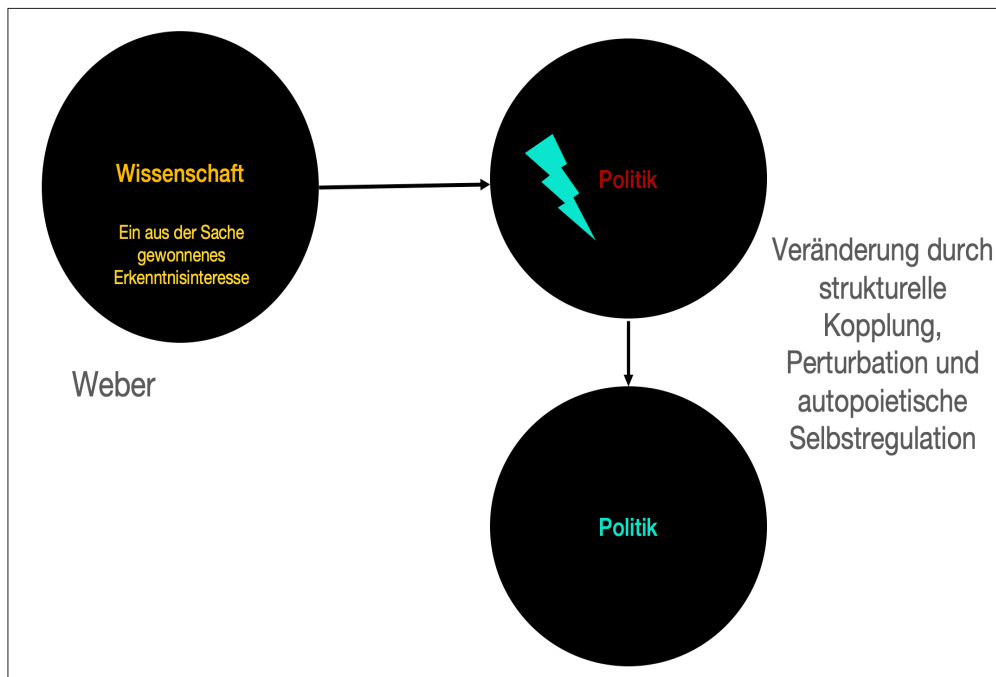 Wissenschaft
Ein aus der Sache
gewonnenes
Erkenntnisinteresse
Weber
Politik
Veränderung durch
strukturelle
Kopplung,
Perturbation und
autopoietische
Selbstregulation
Politik